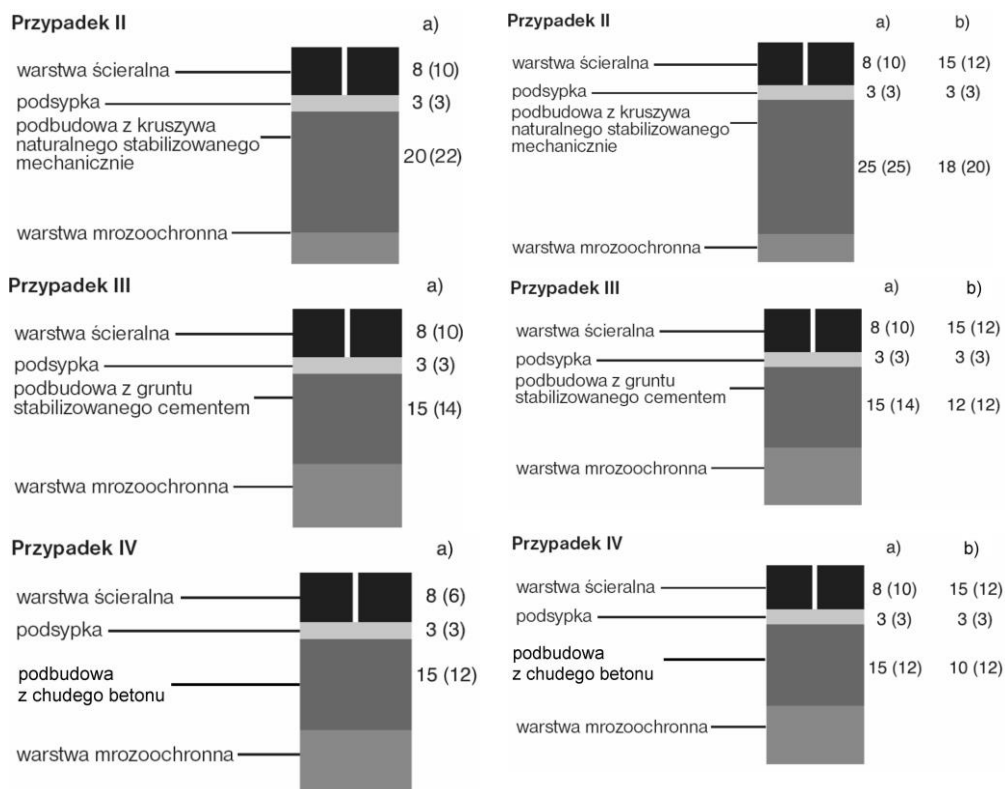 Przypadek II a)
warstwa ścieralna 8 (10)
podsypka 3 (3)
podbudowa z kruszywa
naturalnego stabilizowanego
mechanicznie
20 (22)
warstwa mrozoochronna
Przypadek II a) b)
warstwa ścieralna 8 (10) 15 (12)
podsypka 3 (3) 3 (3)
podbudowa z kruszywa
naturalnego stabilizowanego
mechanicznie
25 (25) 18 (20)
warstwa mrozoochronna
Przypadek III a)
warstwa ścieralna 8 (10)
podsypka 3 (3)
podbudowa z gruntu
stabilizowanego cementem
15 (14)
warstwa mrozoochronna
Przypadek III a) b)
warstwa ścieralna 8 (10) 15 (12)
podsypka 3 (3) 3 (3)
podbudowa z gruntu
stabilizowanego cementem
15 (14) 12 (12)
warstwa mrozoochronna
Przypadek IV a)
warstwa ścieralna 8 (6)
podsypka 3 (3)
podbudowa 15 (12)
z chudego betonu
warstwa mrozoochronna
Przypadek IV a) b)
warstwa ścieralna 8 (10) 15 (12)
podsypka 3 (3) 3 (3)
podbudowa
z chudego betonu 15 (12) 10 (12)
warstwa mrozoochronna